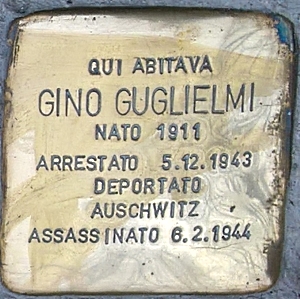 QUI ABITAVA
GINO GUGLIELMI
NATO 1911
ARRESTATO 5.12.1943
DEPORTATO
AUSCHWITZ
ASSASSINATO 6.2.1944